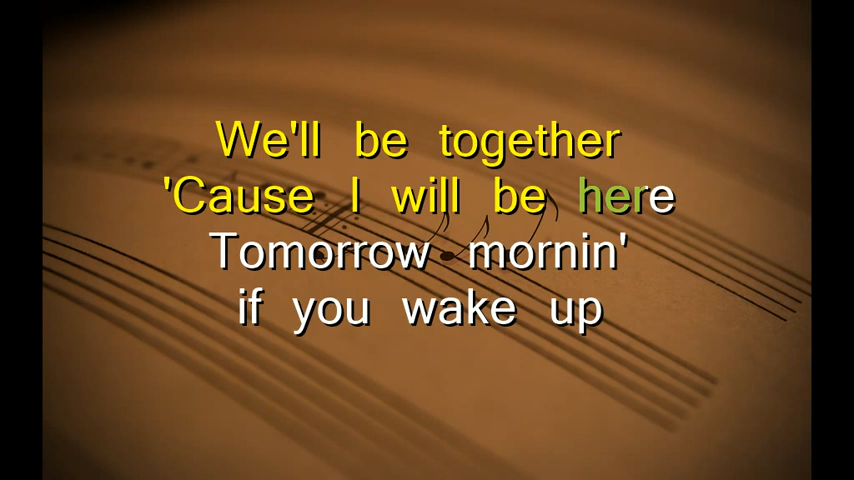 We'll be together
'Cause I will be here
Tomorrow mornin'
if you wake up